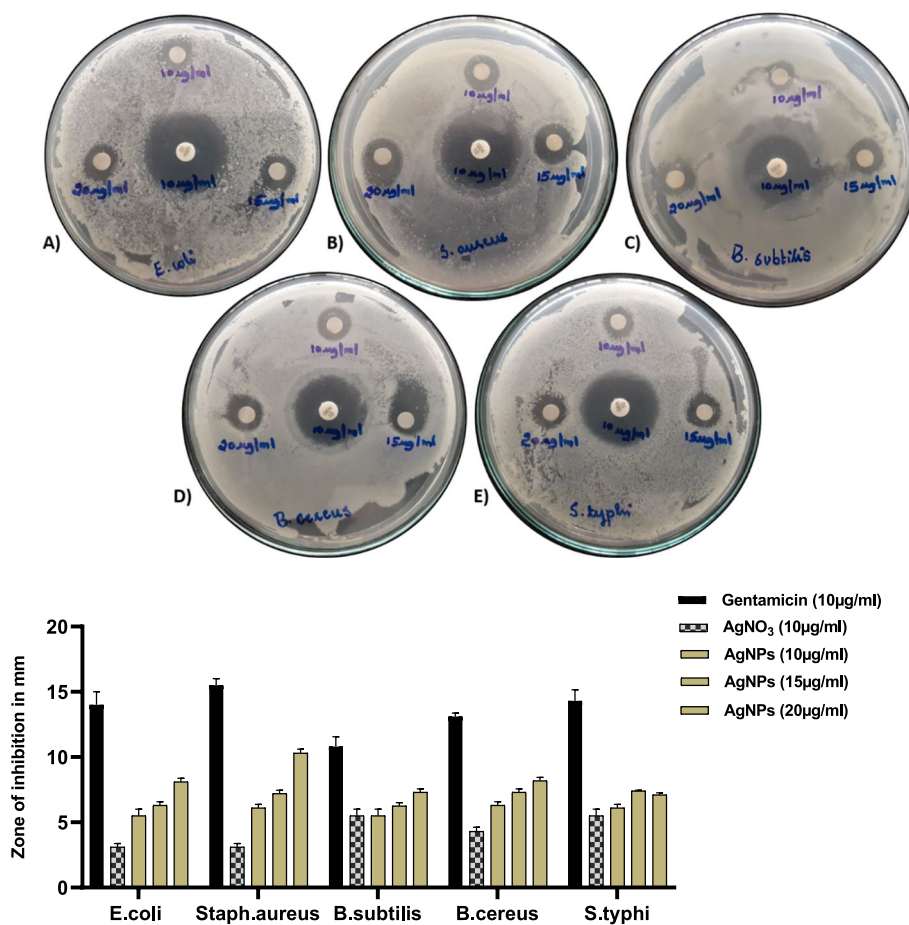 10µg/ml
20µg/ml
10µg/ml
15µg/ml
A)
E.coli
10µg/ml
20µg/ml
10µg/ml
15µg/ml
B)
S. aureus
10µg/ml
20µg/ml
10µg/ml
15µg/ml
C)
B. subtilis
10µg/ml
20µg/ml
10µg/ml
15µg/ml
D)
B. cereus
10µg/ml
20µg/ml
10µg/ml
15µg/ml
E)
S.typhi
Gentamicin (10µg/ml)
AgNO₃ (10µg/ml)
AgNPs (10µg/ml)
AgNPs (15µg/ml)
AgNPs (20µg/ml)
Zone of inhibition in mm
20
15
10
5
0
E.coli Staph.aureus B.subtilis B.cereus S.typhi